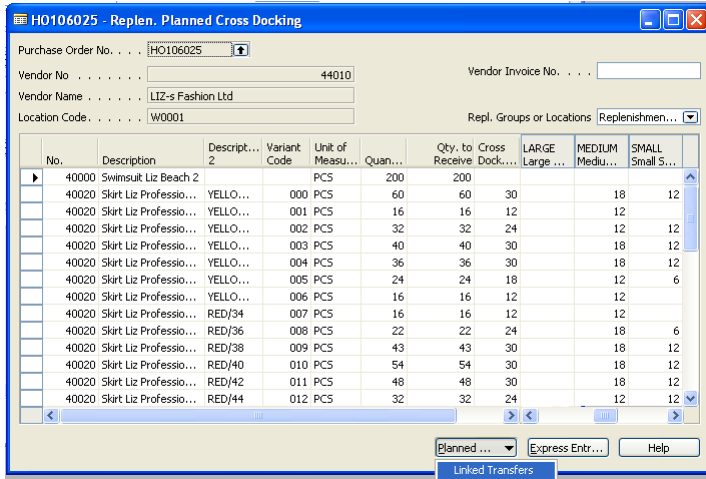 HO106025 - Replen. Planned Cross Docking
Purchase Order No. . . . HO106025
Vendor No . . . . . . . 44010 Vendor Invoice No. . . .
Vendor Name . . . . . . LIZ-s Fashion Ltd
Location Code. . . . . . W0001 Repl. Groups or Locations Replenishmen...
No. Description Descript... 2 Variant Code Unit of Measu... Quan... Qty. to Receive Cross Dock.... LARGE Large ... MEDIUM Mediu... SMALL Small S...
40000 Swimsuit Liz Beach 2 PCS 200 200
40020 Skirt Liz Professio... YELLO... 000 PCS 60 60 30 18 12
40020 Skirt Liz Professio... YELLO... 001 PCS 16 16 12 12
40020 Skirt Liz Professio... YELLO... 002 PCS 32 32 24 12 12
40020 Skirt Liz Professio... YELLO... 003 PCS 40 40 30 18 12
40020 Skirt Liz Professio... YELLO... 004 PCS 36 36 30 18 12
40020 Skirt Liz Professio... YELLO... 005 PCS 24 24 18 12 6
40020 Skirt Liz Professio... YELLO... 006 PCS 16 16 12 12
40020 Skirt Liz Professio... RED/34 007 PCS 16 16 12 12
40020 Skirt Liz Professio... RED/36 008 PCS 22 22 24 18 6
40020 Skirt Liz Professio... RED/38 009 PCS 43 43 30 18 12
40020 Skirt Liz Professio... RED/40 010 PCS 54 54 30 18 12
40020 Skirt Liz Professio... RED/42 011 PCS 48 48 30 18 12
40020 Skirt Liz Professio... RED/44 012 PCS 32 32 24 12 12
Planned ... Express Entr... Help
Linked Transfers